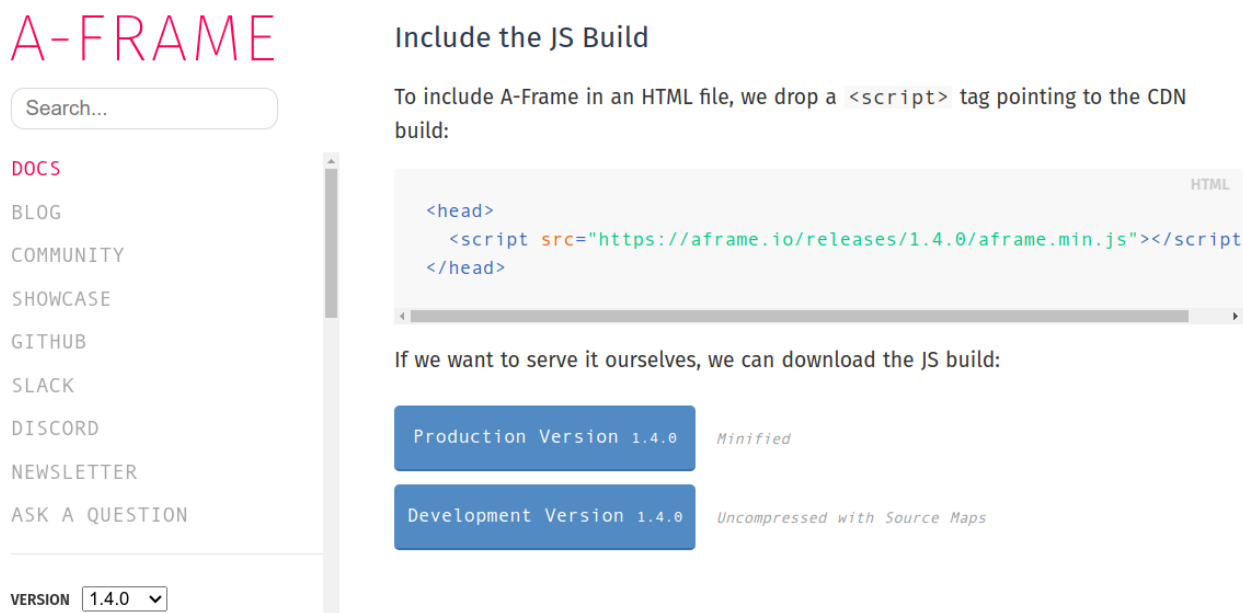 A-FRAME
Search...
DOCS
BLOG
COMMUNITY
SHOWCASE
GITHUB
SLACK
DISCORD
NEWSLETTER
ASK A QUESTION
VERSION 1.4.0
Include the JS Build
To include A-Frame in an HTML file, we drop a <script> tag pointing to the CDN
build:
HTML
<head>
<script src="https://aframe.io/releases/1.4.0/aframe.min.js"></script
</head>
If we want to serve it ourselves, we can download the JS build:
Production Version 1.4.0 Minified
Development Version 1.4.0 Uncompressed with Source Maps